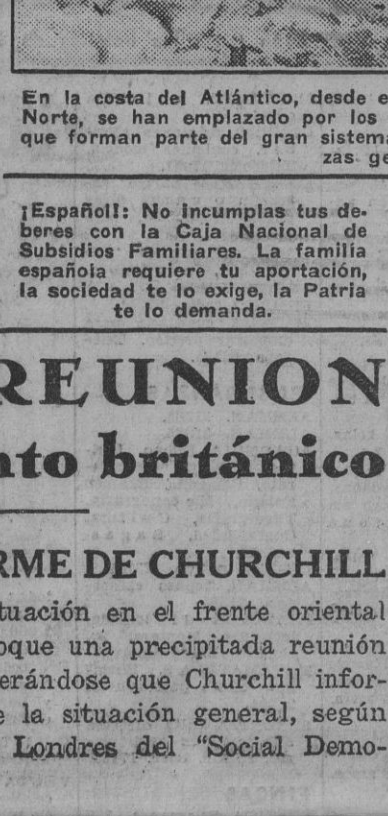 En la costa del Atlántico, desde e
Norte, se han emplazado por los
que forman parte del gran sistema
zas ge
¡Español!: No incumplas tus de-
beres con la Caja Nacional de
Subsidios Familiares. La familia
española requiere tu aportación,
la sociedad te lo exige, la Patria
te lo demanda.
REUNION
nto británico
RME DE CHURCHILL
tuación en el frente oriental
oque una precipitada reunión
erándose que Churchill infor-
e la situación general, según
Londres del "Social Demo-